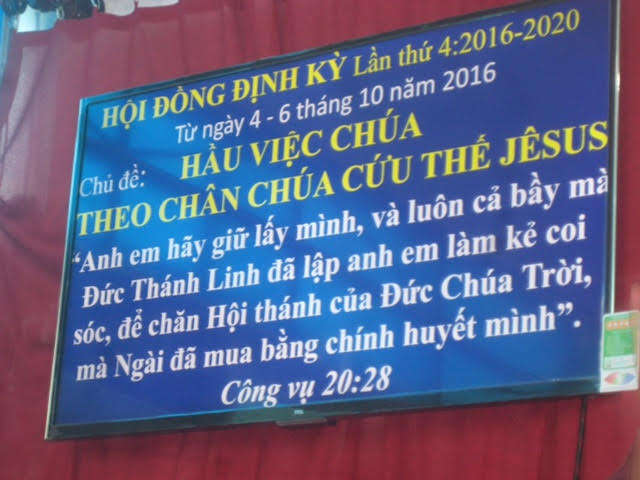 HỘI ĐỒNG ĐỊNH KỲ Lần thứ 4:2016-2020
Từ ngày 4 - 6 tháng 10 năm 2016
Chủ đề: HẦU VIỆC CHÚA
THEO CHÂN CHÚA CỨU THẾ JÊSUS
“Anh em hãy giữ lấy mình, và luôn cả bầy mà
Đức Thánh Linh đã lập anh em làm kẻ coi
sóc, để chăn Hội thánh của Đức Chúa Trời,
mà Ngài đã mua bằng chính huyết mình”.
Công vụ 20:28